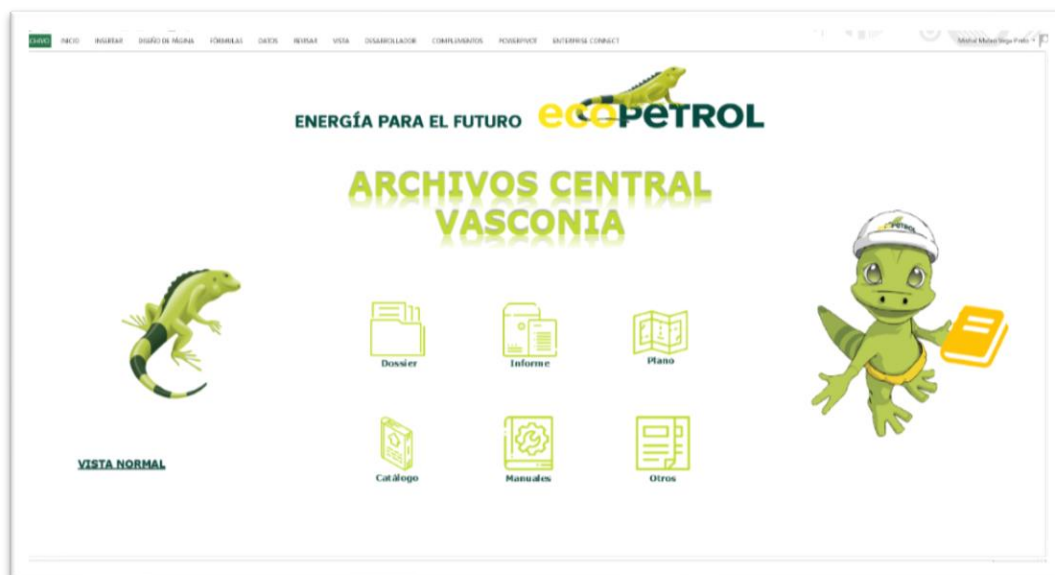 CHIVO INICIO INSERTAR DISEÑO DE PÁGINA FÓRMULAS DATOS REVISAR VISTA DESARROLLADOR COMPLEMENTOS POWERPIVOT ENTERPRISE CONNECT
ENERGÍA PARA EL FUTURO ecoPETROL
ARCHIVOS CENTRAL
VASCONIA
Dossier Informe Plano
Catálogo Manuales Otros
VISTA NORMAL